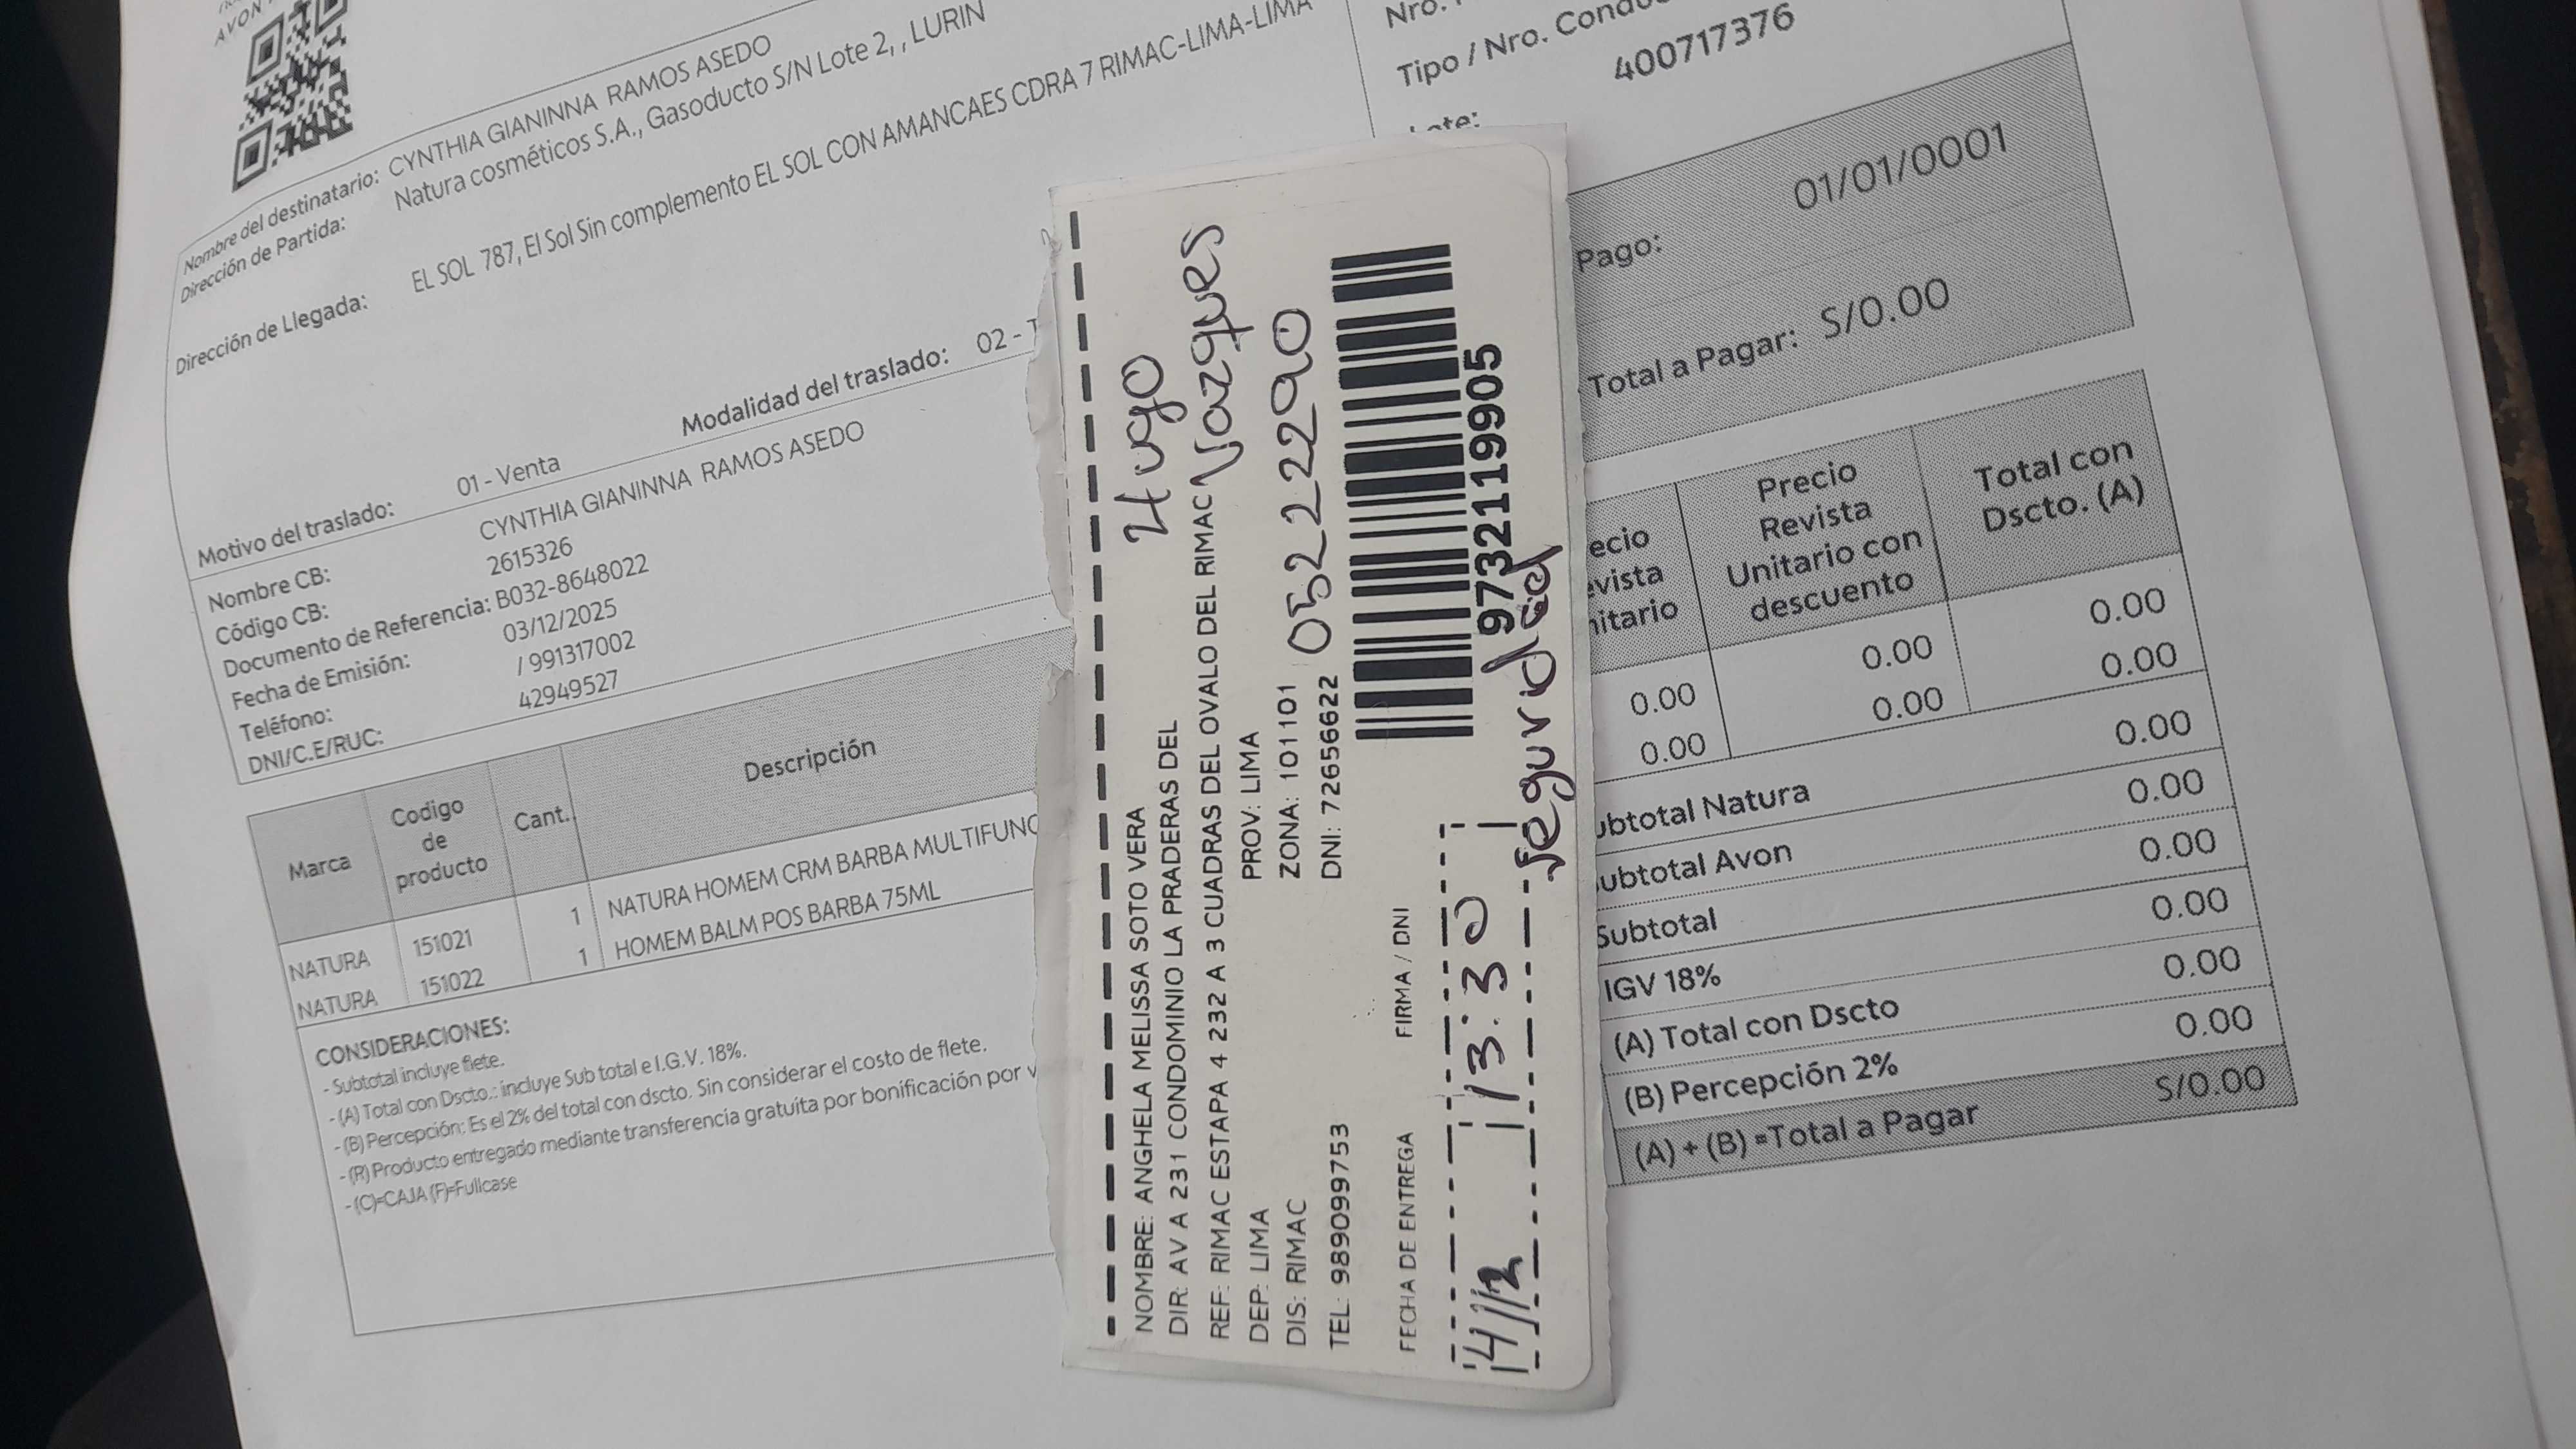 AVON
Nombre del destinatario: CYNTHIA GIANINNA RAMOS ASEDO
Dirección de Partida: Natura cosméticos S.A., Gasoducto S/N Lote 2, , LURIN
Dirección de Llegada: EL SOL 787, El Sol Sin complemento EL SOL CON AMANCAES CDRA 7 RIMAC-LIMA-LIMA
Motivo del traslado: 01 - Venta
Modalidad del traslado: 02 -
Nombre CB: CYNTHIA GIANINNA RAMOS ASEDO
Código CB: 2615326
Documento de Referencia: B032-8648022
Fecha de Emisión: 03/12/2025
Teléfono: / 991317002
DNI/C.E/RUC: 42949527
Marca Codigo de producto Cant. Descripción
NATURA 151021 1 NATURA HOMEM CRM BARBA MULTIFUNC
NATURA 151022 1 HOMEM BALM POS BARBA 75ML
CONSIDERACIONES:
- Subtotal incluye flete.
- (A) Total con Dscto.: incluye Sub total e I.G.V. 18%.
- (B) Percepción: Es el 2% del total con dscto. Sin considerar el costo de flete.
- (R) Producto entregado mediante transferencia gratuita por bonificación por v
- (C)=CAJA (F)=Fullcase
NOMBRE: ANGHELA MELISSA SOTO VERA
DIR: AV A 231 CONDOMINIO LA PRADERAS DEL
REF: RIMAC ESTAPA 4 232 A 3 CUADRAS DEL OVALO DEL RIMAC
DEP: LIMA PROV: LIMA
DIS: RIMAC ZONA: 101101
TEL: 989099753 DNI: 72656622
Hugo
Vazques
05222290
FECHA DE ENTREGA FIRMA / DNI
4/12 13:30
9732119905
seguridad
Tipo / Nro.
400717376
Pago: 01/01/0001
Total a Pagar: S/0.00
ecio
evista
nitario
Precio
Revista
Unitario con
descuento
Total con
Dscto. (A)
0.00 0.00 0.00
0.00 0.00 0.00
ubtotal Natura 0.00
ubtotal Avon 0.00
Subtotal 0.00
IGV 18% 0.00
(A) Total con Dscto 0.00
(B) Percepción 2% 0.00
(A) + (B) =Total a Pagar S/0.00